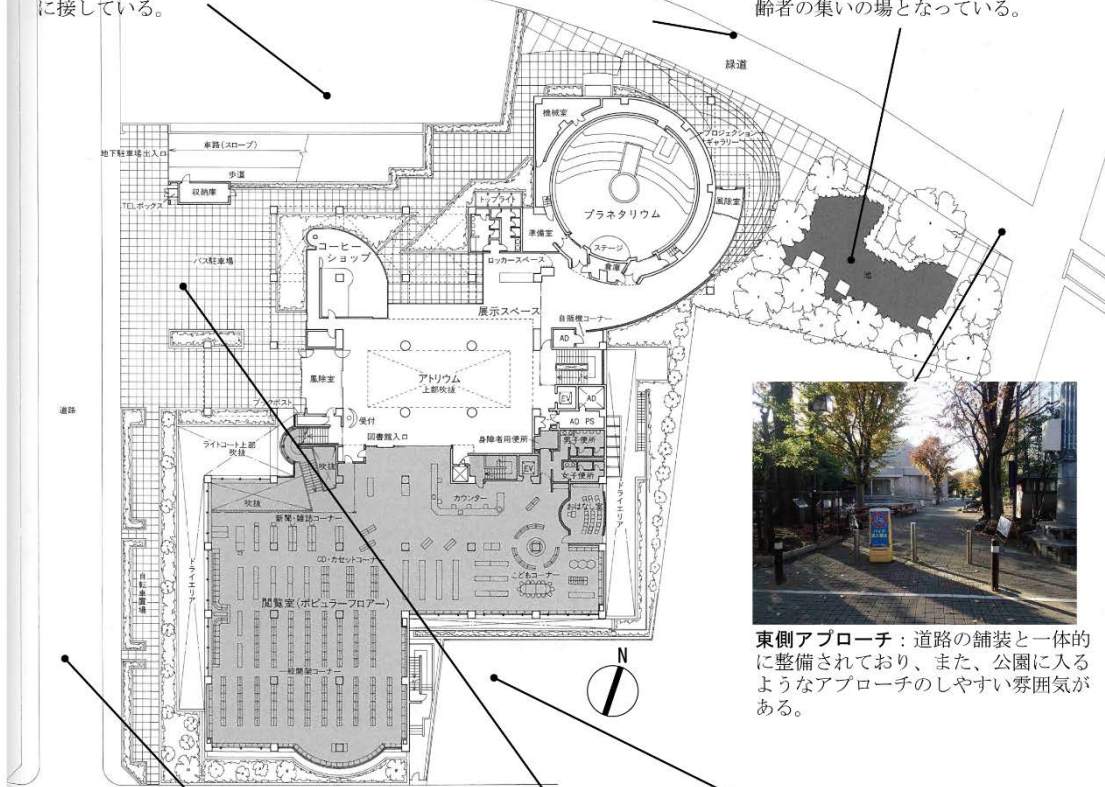 に接している。
齢者の集いの場となっている。
緑道
機械室
プロジェクション
ギャラリー
地下駐車場出入口
車路(スロープ)
歩道
収納庫
TELボックス
トップライト
プラネタリウム
風除室
準備室
ステージ
倉庫
池
コーヒー
ショップ
バス駐車場
ロッカースペース
展示スペース
自販機コーナー
AD
アトリウム
上部吹抜
風除室
EV
AD
AD PS
道路
受付
図書館入口
身障者用便所
男子便所
女子便所
ライトコート上部
吹抜
吹抜
吹抜
EV
カウンター
おはなし室
ドライエリア
新聞・雑誌コーナー
CD・カセットコーナー
こどもコーナー
ドライエリア
自転車置場
閲覧室(ポピュラーフロアー)
一般開架コーナー
N
東側アプローチ：道路の舗装と一体的
に整備されており、また、公園に入る
ようなアプローチのしやすい雰囲気が
ある。